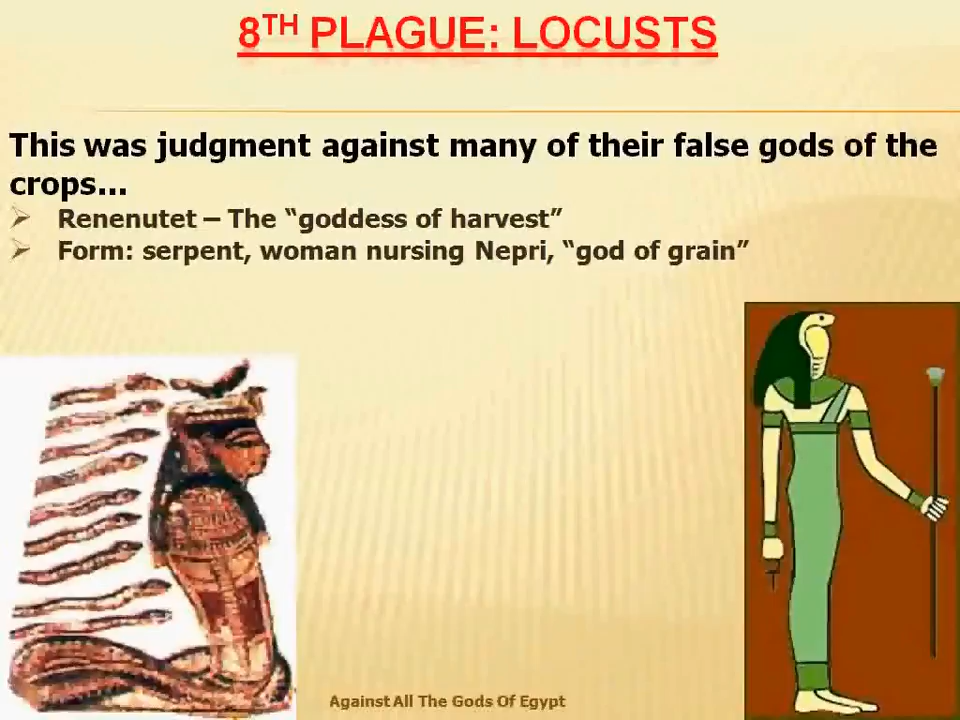 8TH PLAGUE: LOCUSTS
This was judgment against many of their false gods of the
crops…
➢ Renenutet – The “goddess of harvest”
➢ Form: serpent, woman nursing Nepri, “god of grain”
Against All The Gods Of Egypt